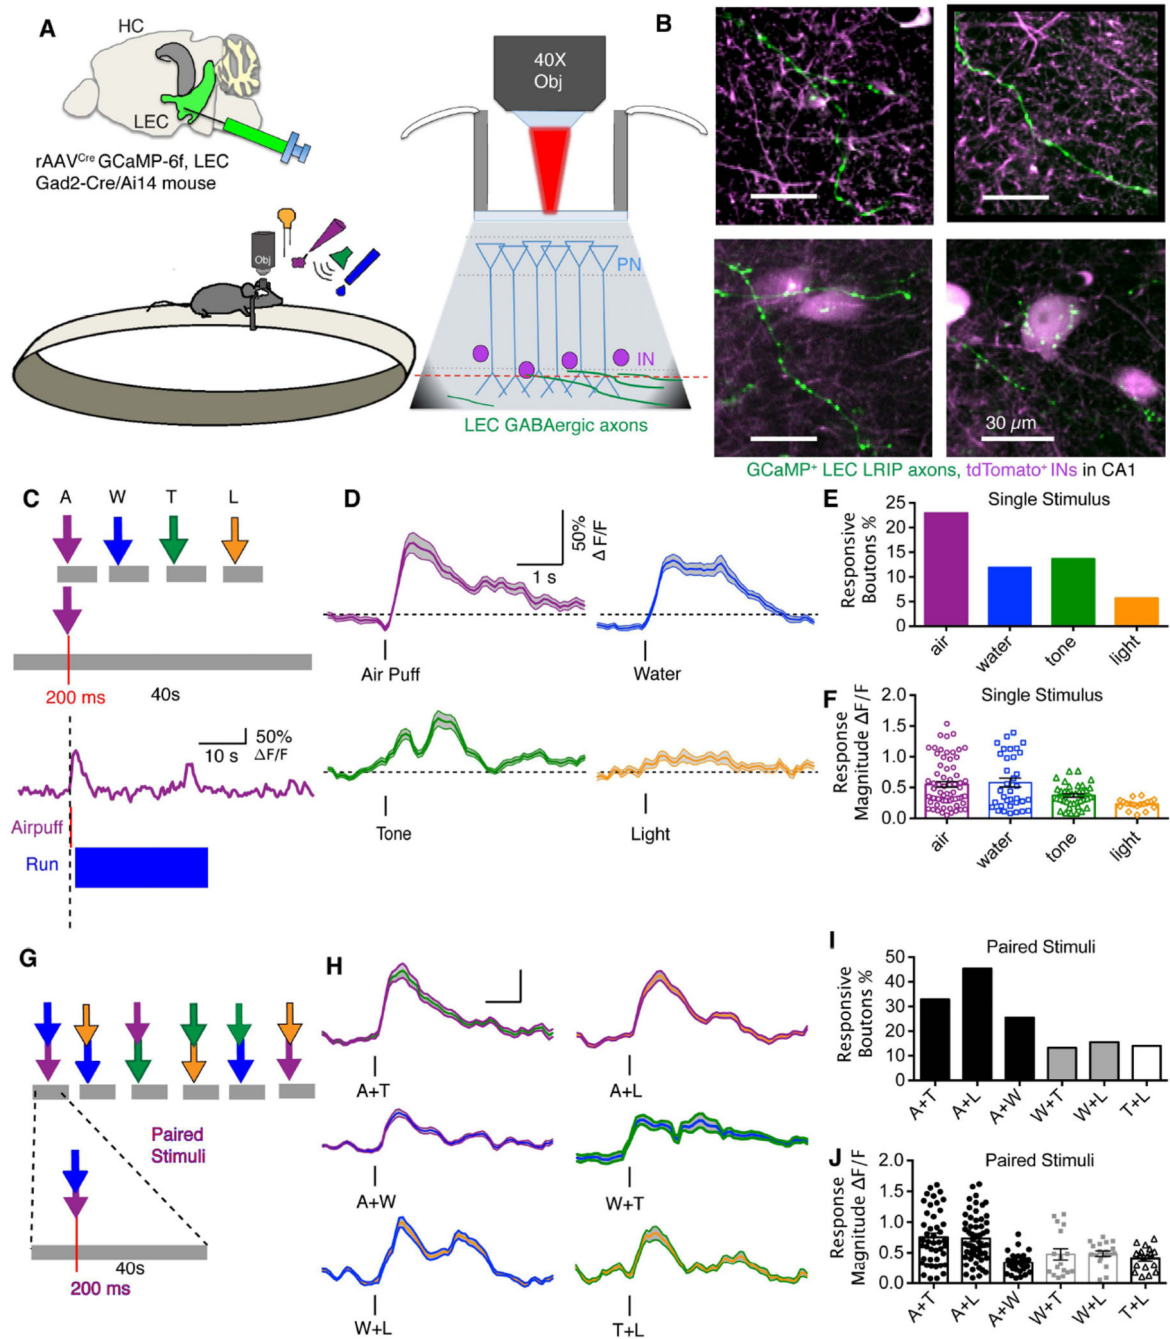 A
HC
LEC
rAAVCre GCaMP-6f, LEC
Gad2-Cre/Ai14 mouse
Obj
40X
Obj
PN
IN
LEC GABAergic axons
B
30 µm
GCaMP+ LEC LRIP axons, tdTomato+ INs in CA1
C
A W T L
200 ms
40s
50%
ΔF/F
10 s
Airpuff
Run
D
50%
Δ F/F
1 s
Air Puff
Water
Tone
Light
E
Single Stimulus
Responsive
Boutons %
25
20
15
10
5
0
air
water
tone
light
F
Single Stimulus
Response
Magnitude ΔF/F
2.0
1.5
1.0
0.5
0.0
air
water
tone
light
G
Paired
Stimuli
40s
200 ms
H
A+T
A+L
A+W
W+T
W+L
T+L
I
Paired Stimuli
Responsive
Boutons %
50
40
30
20
10
0
A+T
A+L
A+W
W+T
W+L
T+L
J
Paired Stimuli
Response
Magnitude ΔF/F
2.0
1.5
1.0
0.5
0.0
A+T
A+L
A+W
W+T
W+L
T+L